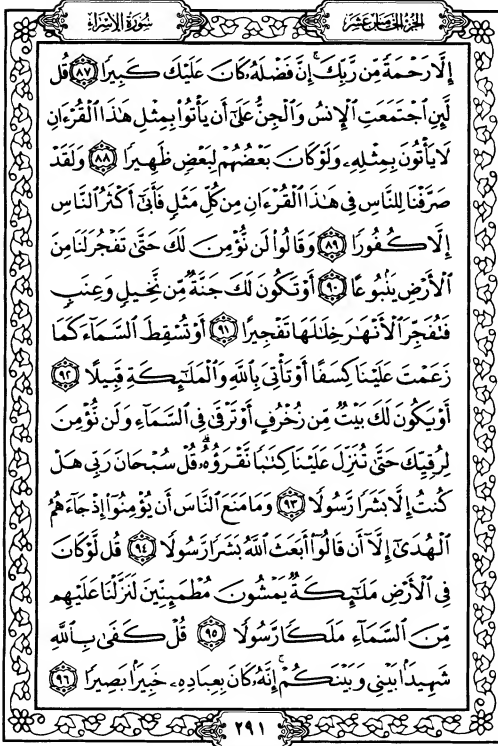 الجزء الخامس عشر
سورة الإسراء
إِلَّا رَحْمَةً مِّن رَّبِّكَ ۚ إِنَّ فَضْلَهُۥ كَانَ عَلَيْكَ كَبِيرًا ٨٧ قُل
لَّئِنِ ٱجْتَمَعَتِ ٱلْإِنسُ وَٱلْجِنُّ عَلَىٰٓ أَن يَأْتُوا۟ بِمِثْلِ هَٰذَا ٱلْقُرْءَانِ
لَا يَأْتُونَ بِمِثْلِهِۦ وَلَوْ كَانَ بَعْضُهُمْ لِبَعْضٍ ظَهِيرًا ٨٨ وَلَقَدْ
صَرَّفْنَا لِلنَّاسِ فِى هَٰذَا ٱلْقُرْءَانِ مِن كُلِّ مَثَلٍ فَأَبَىٰٓ أَكْثَرُ ٱلنَّاسِ
إِلَّا كُفُورًا ٨٩ وَقَالُوا۟ لَن نُّؤْمِنَ لَكَ حَتَّىٰ تَفْجُرَ لَنَا مِنَ
ٱلْأَرْضِ يَنۢبُوعًا ٩٠ أَوْ تَكُونَ لَكَ جَنَّةٌ مِّن نَّخِيلٍ وَعِنَبٍ
فَتُفَجِّرَ ٱلْأَنْهَٰرَ خِلَٰلَهَا تَفْجِيرًا ٩١ أَوْ تُسْقِطَ ٱلسَّمَآءَ كَمَا
زَعَمْتَ عَلَيْنَا كِسَفًا أَوْ تَأْتِىَ بِٱللَّهِ وَٱلْمَلَٰٓئِكَةِ قَبِيلًا ٩٢
أَوْ يَكُونَ لَكَ بَيْتٌ مِّن زُخْرُفٍ أَوْ تَرْقَىٰ فِى ٱلسَّمَآءِ وَلَن نُّؤْمِنَ
لِرُقِيِّكَ حَتَّىٰ تُنَزِّلَ عَلَيْنَا كِتَٰبًا نَّقْرَؤُهُۥ ۗ قُلْ سُبْحَانَ رَبِّى هَلْ
كُنتُ إِلَّا بَشَرًا رَّسُولًا ٩٣ وَمَا مَنَعَ ٱلنَّاسَ أَن يُؤْمِنُوٓا۟ إِذْ جَآءَهُمُ
ٱلْهُدَىٰٓ إِلَّآ أَن قَالُوٓا۟ أَبَعَثَ ٱللَّهُ بَشَرًا رَّسُولًا ٩٤ قُل لَّوْ كَانَ
فِى ٱلْأَرْضِ مَلَٰٓئِكَةٌ يَمْشُونَ مُطْمَئِنِّينَ لَنَزَّلْنَا عَلَيْهِم
مِّنَ ٱلسَّمَآءِ مَلَكًا رَّسُولًا ٩٥ قُلْ كَفَىٰ بِٱللَّهِ
شَهِيدًۢا بَيْنِى وَبَيْنَكُمْ ۚ إِنَّهُۥ كَانَ بِعِبَادِهِۦ خَبِيرًۢا بَصِيرًا ٩٦
٢٩١